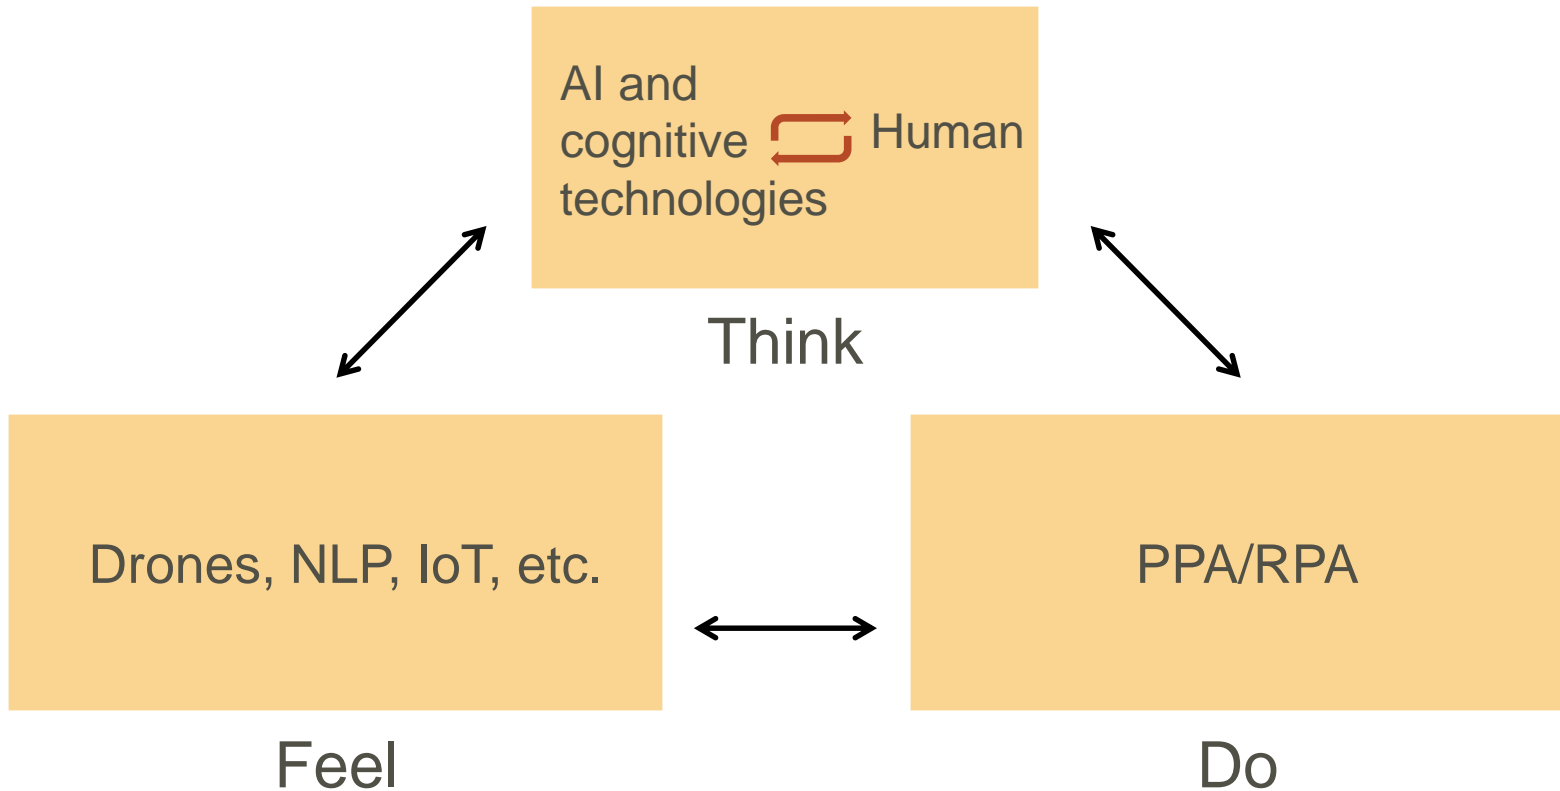 AI and
cognitive
technologies
Human
Think
Drones, NLP, IoT, etc.
PPA/RPA
Feel
Do